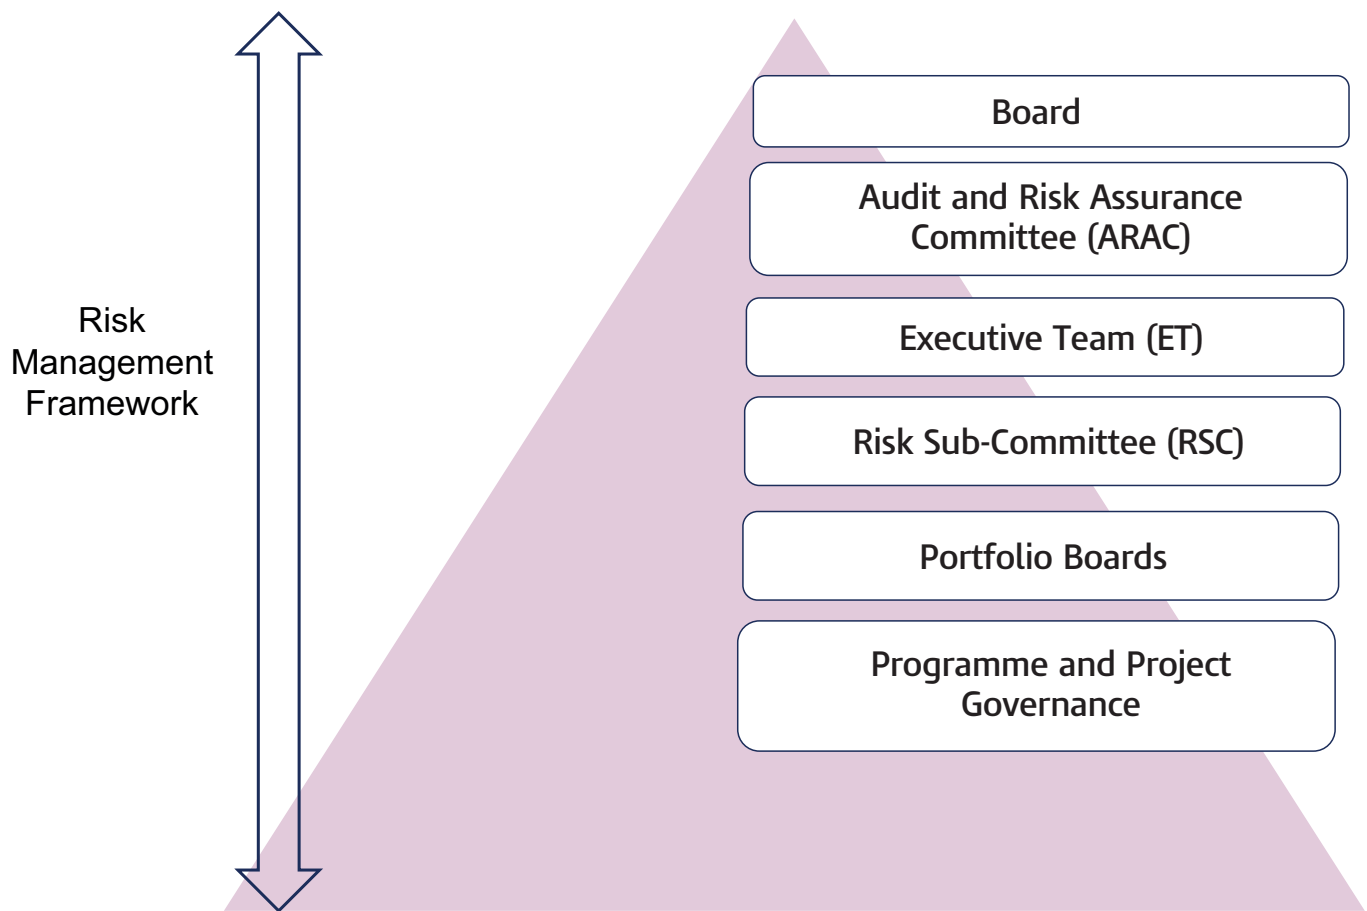 Risk
Management
Framework
Board
Audit and Risk Assurance
Committee (ARAC)
Executive Team (ET)
Risk Sub-Committee (RSC)
Portfolio Boards
Programme and Project
Governance